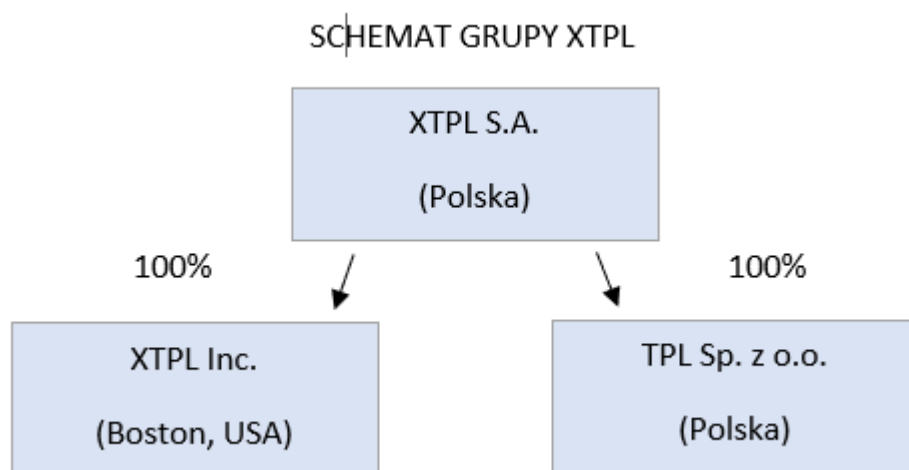 SCHEMAT GRUPY XTPL
XTPL S.A.
(Polska)
100%
100%
XTPL Inc.
(Boston, USA)
TPL Sp. z o.o.
(Polska)